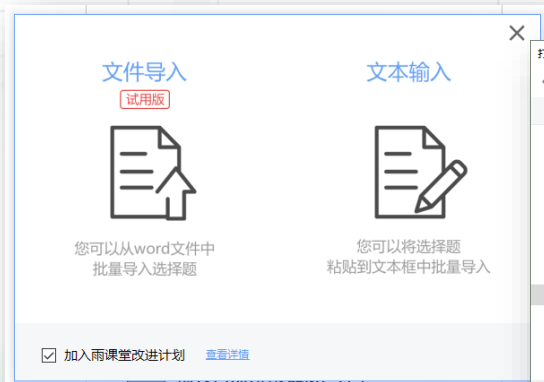 文件导入
文本输入
试用版
您可以从word文件中
批量导入选择题
您可以将选择题
粘贴到文本框中批量导入
加入雨课堂改进计划
查看详情